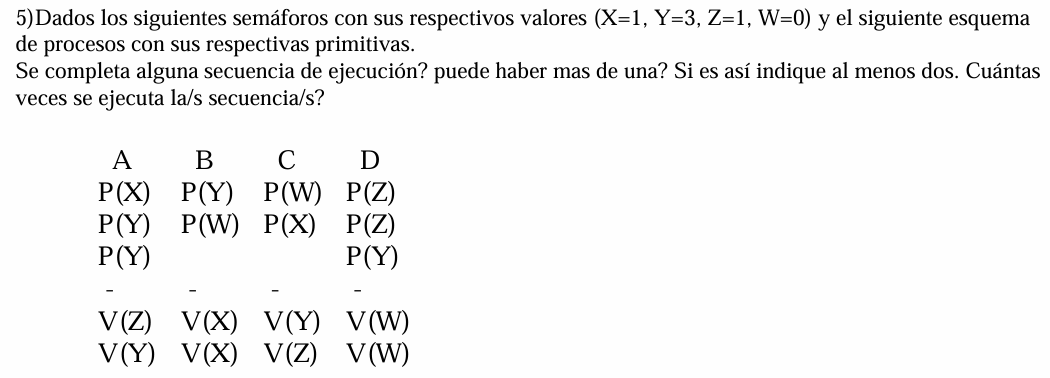 5)Dados los siguientes semáforos con sus respectivos valores (X=1, Y=3, Z=1, W=0) y el siguiente esquema
de procesos con sus respectivas primitivas.
Se completa alguna secuencia de ejecución? puede haber mas de una? Si es así indique al menos dos. Cuántas
veces se ejecuta la/s secuencia/s?
A B C D
P(X) P(Y) P(W) P(Z)
P(Y) P(W) P(X) P(Z)
P(Y) P(Y)
- - - -
V(Z) V(X) V(Y) V(W)
V(Y) V(X) V(Z) V(W)